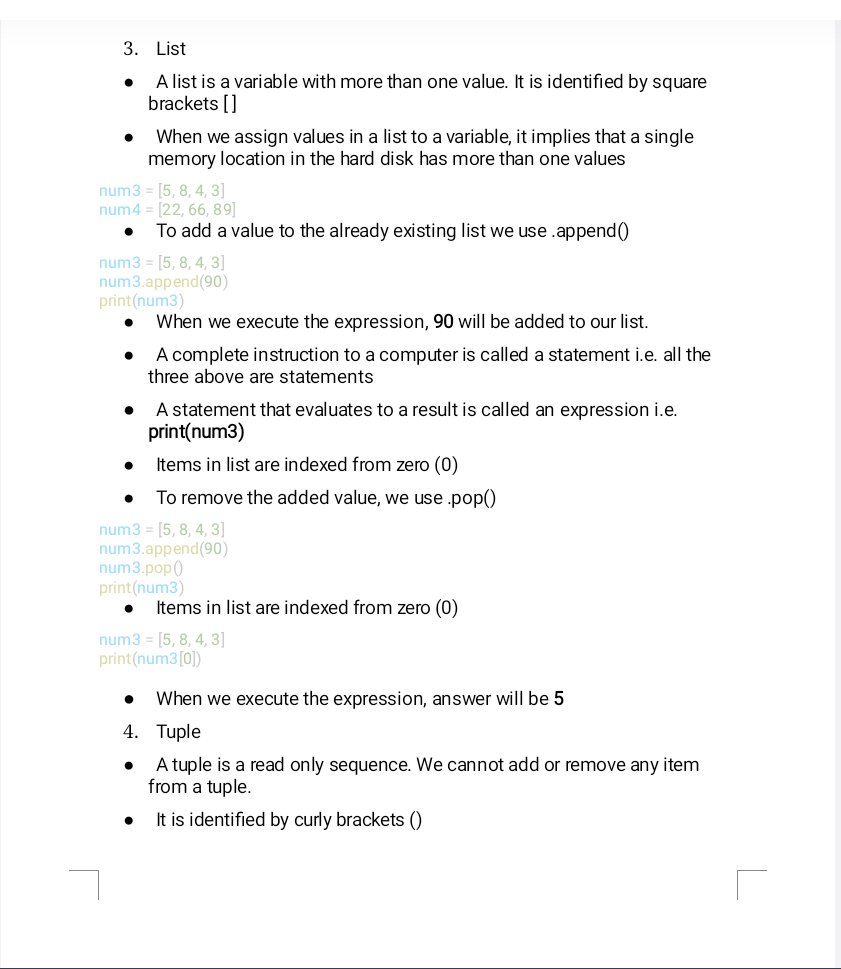 3. List
● A list is a variable with more than one value. It is identified by square
brackets [ ]
● When we assign values in a list to a variable, it implies that a single
memory location in the hard disk has more than one values
num3 = [5, 8, 4, 3]
num4 = [22, 66, 89]
● To add a value to the already existing list we use .append()
num3 = [5, 8, 4, 3]
num3.append(90)
print(num3)
● When we execute the expression, 90 will be added to our list.
● A complete instruction to a computer is called a statement i.e. all the
three above are statements
● A statement that evaluates to a result is called an expression i.e.
print(num3)
● Items in list are indexed from zero (0)
● To remove the added value, we use .pop()
num3 = [5, 8, 4, 3]
num3.append(90)
num3.pop()
print(num3)
● Items in list are indexed from zero (0)
num3 = [5, 8, 4, 3]
print(num3[0])
● When we execute the expression, answer will be 5
4. Tuple
● A tuple is a read only sequence. We cannot add or remove any item
from a tuple.
● It is identified by curly brackets ()